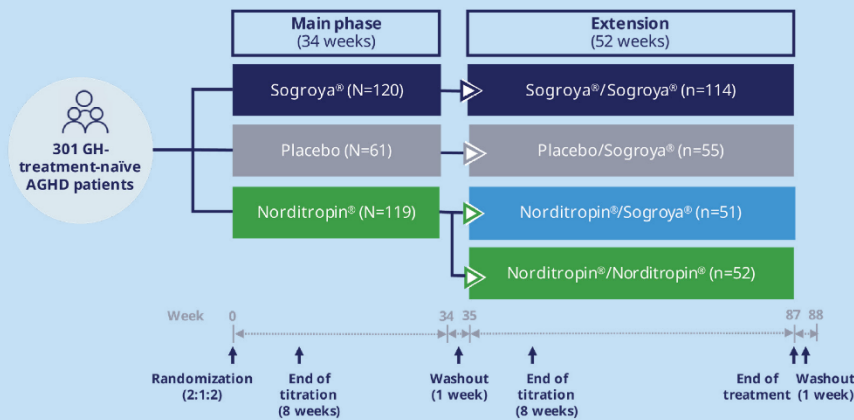 Main phase
(34 weeks)
Extension
(52 weeks)
301 GH-
treatment-naïve
AGHD patients
Sogroya® (N=120)
Sogroya®/Sogroya® (n=114)
Placebo (N=61)
Placebo/Sogroya® (n=55)
Norditropin® (N=119)
Norditropin®/Sogroya® (n=51)
Norditropin®/Norditropin® (n=52)
Week 0 34 35 87 88
Randomization
(2:1:2)
End of
titration
(8 weeks)
Washout
(1 week)
End of
titration
(8 weeks)
End of
treatment
Washout
(1 week)